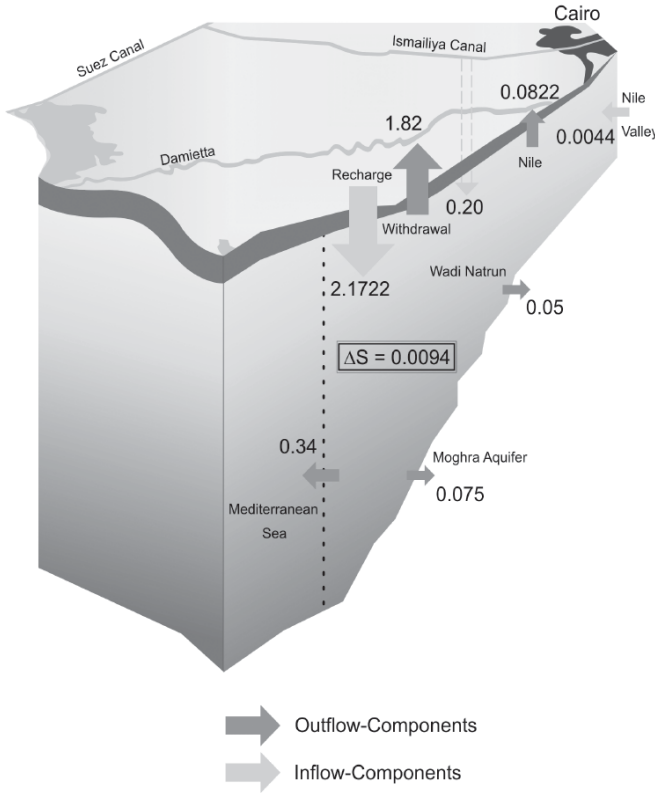 Cairo
Suez Canal
Ismailiya Canal
0.0822
Nile
Valley
0.0044
1.82
Nile
Damietta
Recharge
0.20
Withdrawal
2.1722
Wadi Natrun
0.05
ΔS = 0.0094
0.34
Moghra Aquifer
0.075
Mediterranean
Sea
Outflow-Components
Inflow-Components